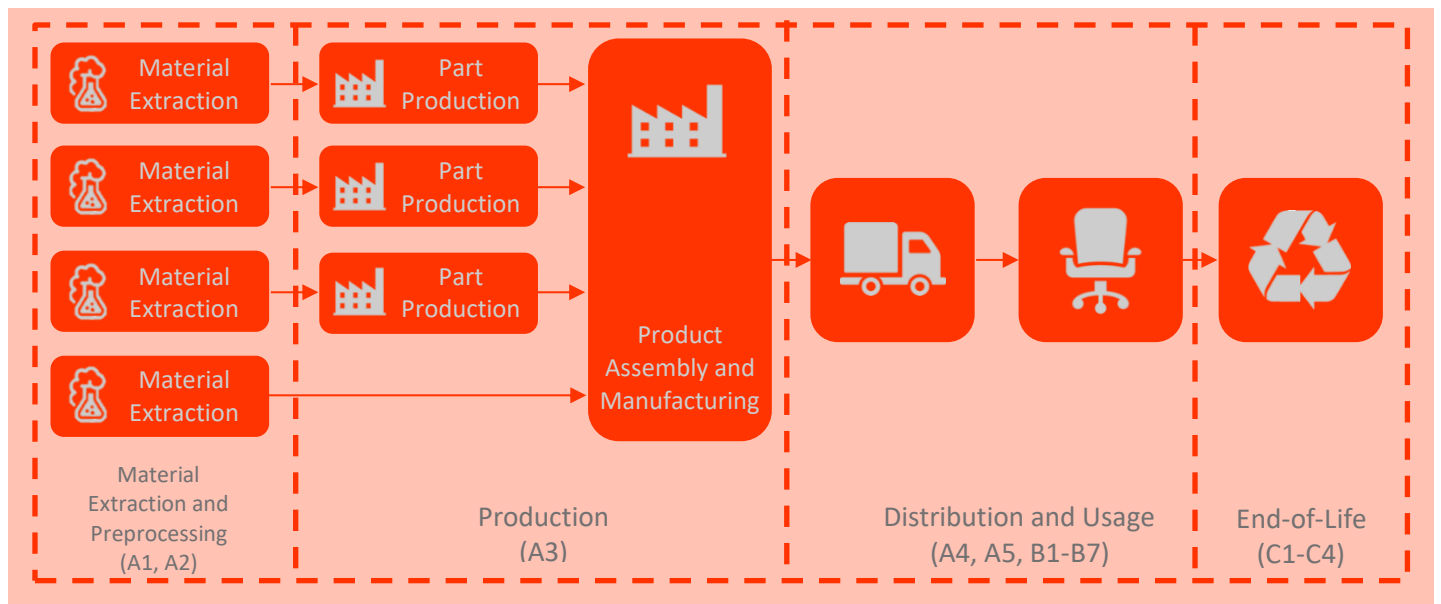 Material
Extraction
Part
Production
Material
Extraction
Part
Production
Material
Extraction
Part
Production
Product
Assembly and
Manufacturing
Material
Extraction
Material
Extraction and
Preprocessing
(A1, A2)
Production
(A3)
Distribution and Usage
(A4, A5, B1-B7)
End-of-Life
(C1-C4)